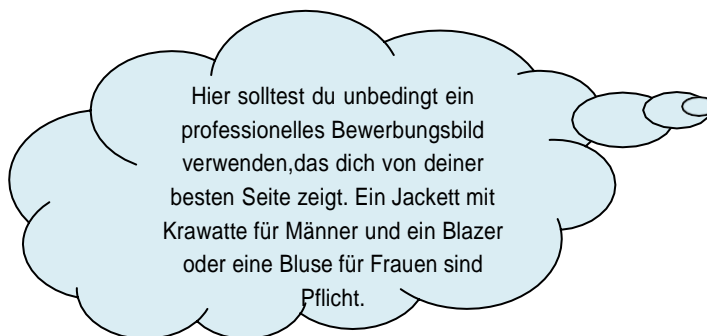 Hier solltest du unbedingt ein
professionelles Bewerbungsbild
verwenden,das dich von deiner
besten Seite zeigt. Ein Jackett mit
Krawatte für Männer und ein Blazer
oder eine Bluse für Frauen sind
Pflicht.